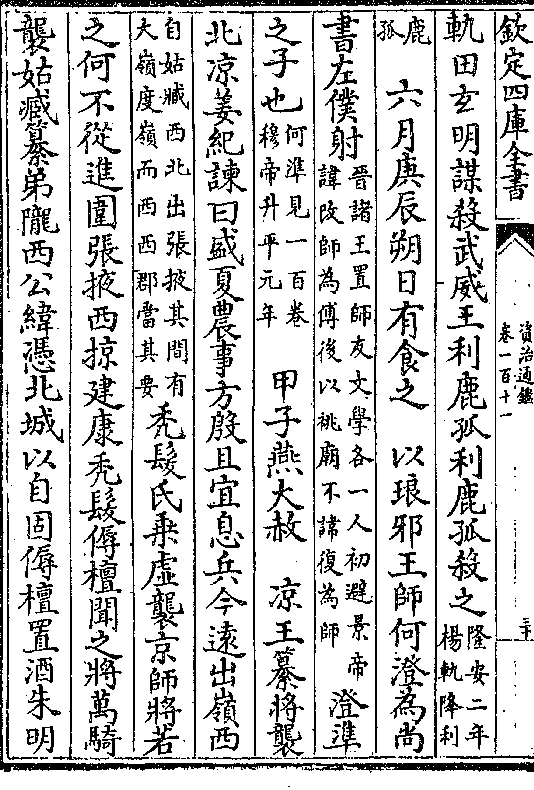 欽定四庫全書
資治通鑑
卷一百十一
三十
軌田玄明謀殺武威王利鹿孤利鹿孤殺之隆安二年
楊軌降利
鹿
孤六月庚辰朔日有食之　以琅邪王師何澄為尚
書左僕射晉諸王置師友文學各一人初避景帝
諱改師為傅後以祧廟不諱復為師澄準
之子也何準見一百卷
穆帝升平元年　甲子燕大赦　凉王纂將襲
北凉姜紀諫曰盛夏農事方殷且宜息兵今遠出嶺西
自姑臧西北出張掖其間有
大嶺度嶺而西西郡當其要禿髮氏乗虛襲京師將若
之何不從進圍張掖西掠建康禿髮傉檀聞之將萬騎
襲姑臧纂弟隴西公緯憑北城以自固傉檀置酒朱明